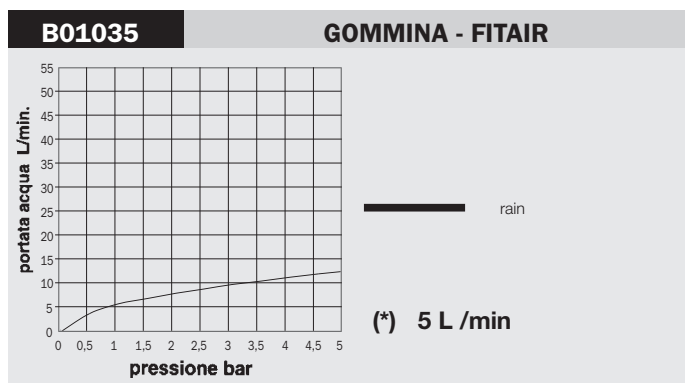 B01035
GOMMINA - FITAIR
portata acqua L/min.
55
50
45
40
35
30
25
20
15
10
5
0
0 0,5 1 1,5 2 2,5 3 3,5 4 4,5 5
pressione bar
rain
(*) 5 L /min